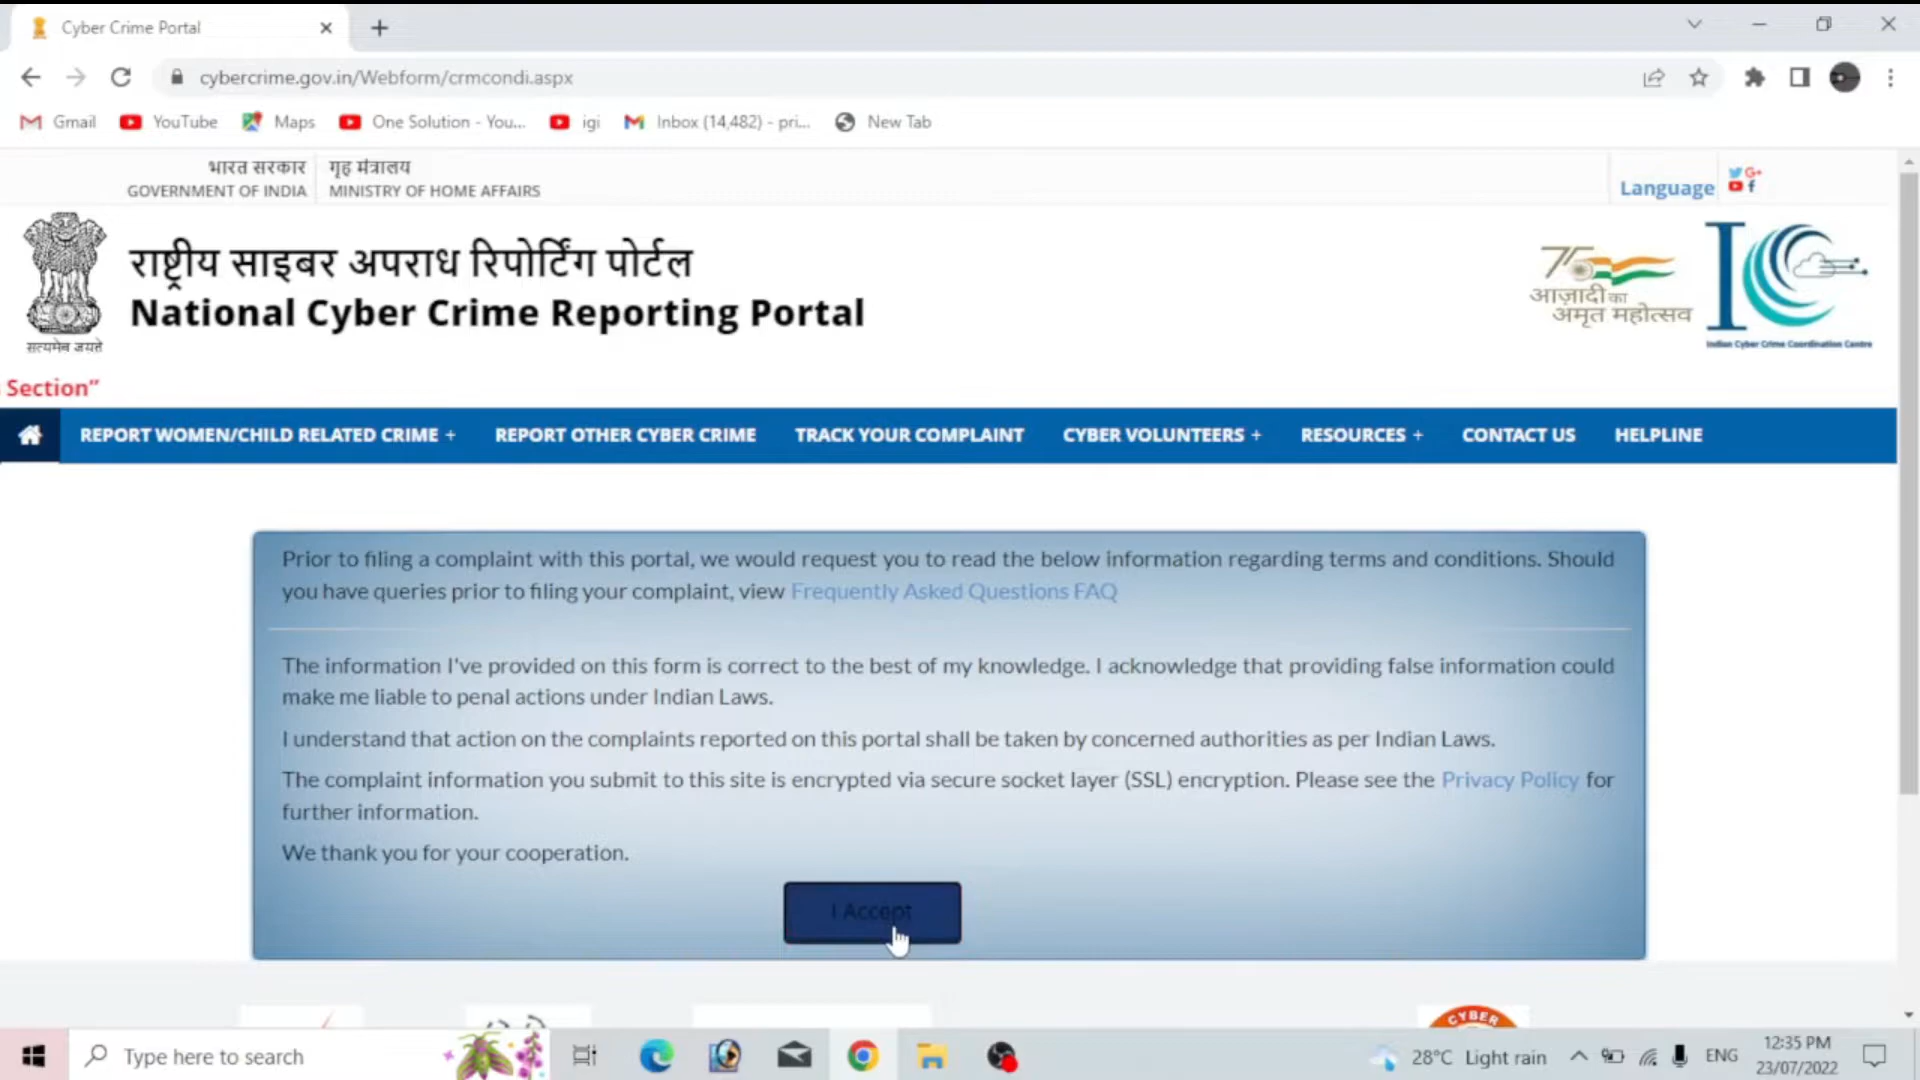 Cyber Crime Portal
cybercrime.gov.in/Webform/crmcondi.aspx
Gmail YouTube Maps One Solution - You... igi Inbox (14,482) - pri... New Tab
भारत सरकार गृह मंत्रालय
GOVERNMENT OF INDIA MINISTRY OF HOME AFFAIRS
Language
राष्ट्रीय साइबर अपराध रिपोर्टिंग पोर्टल
National Cyber Crime Reporting Portal
सत्यमेव जयते
75
आज़ादी का
अमृत महोत्सव
Indian Cyber Crime Coordination Centre
Section”
REPORT WOMEN/CHILD RELATED CRIME + REPORT OTHER CYBER CRIME TRACK YOUR COMPLAINT CYBER VOLUNTEERS + RESOURCES + CONTACT US HELPLINE
Prior to filing a complaint with this portal, we would request you to read the below information regarding terms and conditions. Should
you have queries prior to filing your complaint, view Frequently Asked Questions FAQ
The information I've provided on this form is correct to the best of my knowledge. I acknowledge that providing false information could
make me liable to penal actions under Indian Laws.
I understand that action on the complaints reported on this portal shall be taken by concerned authorities as per Indian Laws.
The complaint information you submit to this site is encrypted via secure socket layer (SSL) encryption. Please see the Privacy Policy for
further information.
We thank you for your cooperation.
I Accept
CYBER
Type here to search
28°C Light rain
ENG
12:35 PM
23/07/2022